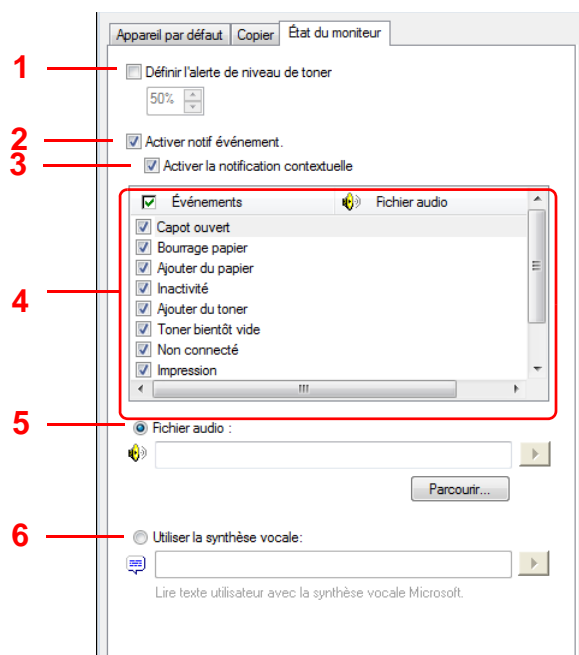 Appareil par défaut Copier État du moniteur
1 Définir l'alerte de niveau de toner
50%
2 Activer notif événement.
3 Activer la notification contextuelle
Événements Fichier audio
Capot ouvert
Bourrage papier
Ajouter du papier
Inactivité
4 Ajouter du toner
Toner bientôt vide
Non connecté
Impression
5 Fichier audio :
Parcourir...
6 Utiliser la synthèse vocale:
Lire texte utilisateur avec la synthèse vocale Microsoft.